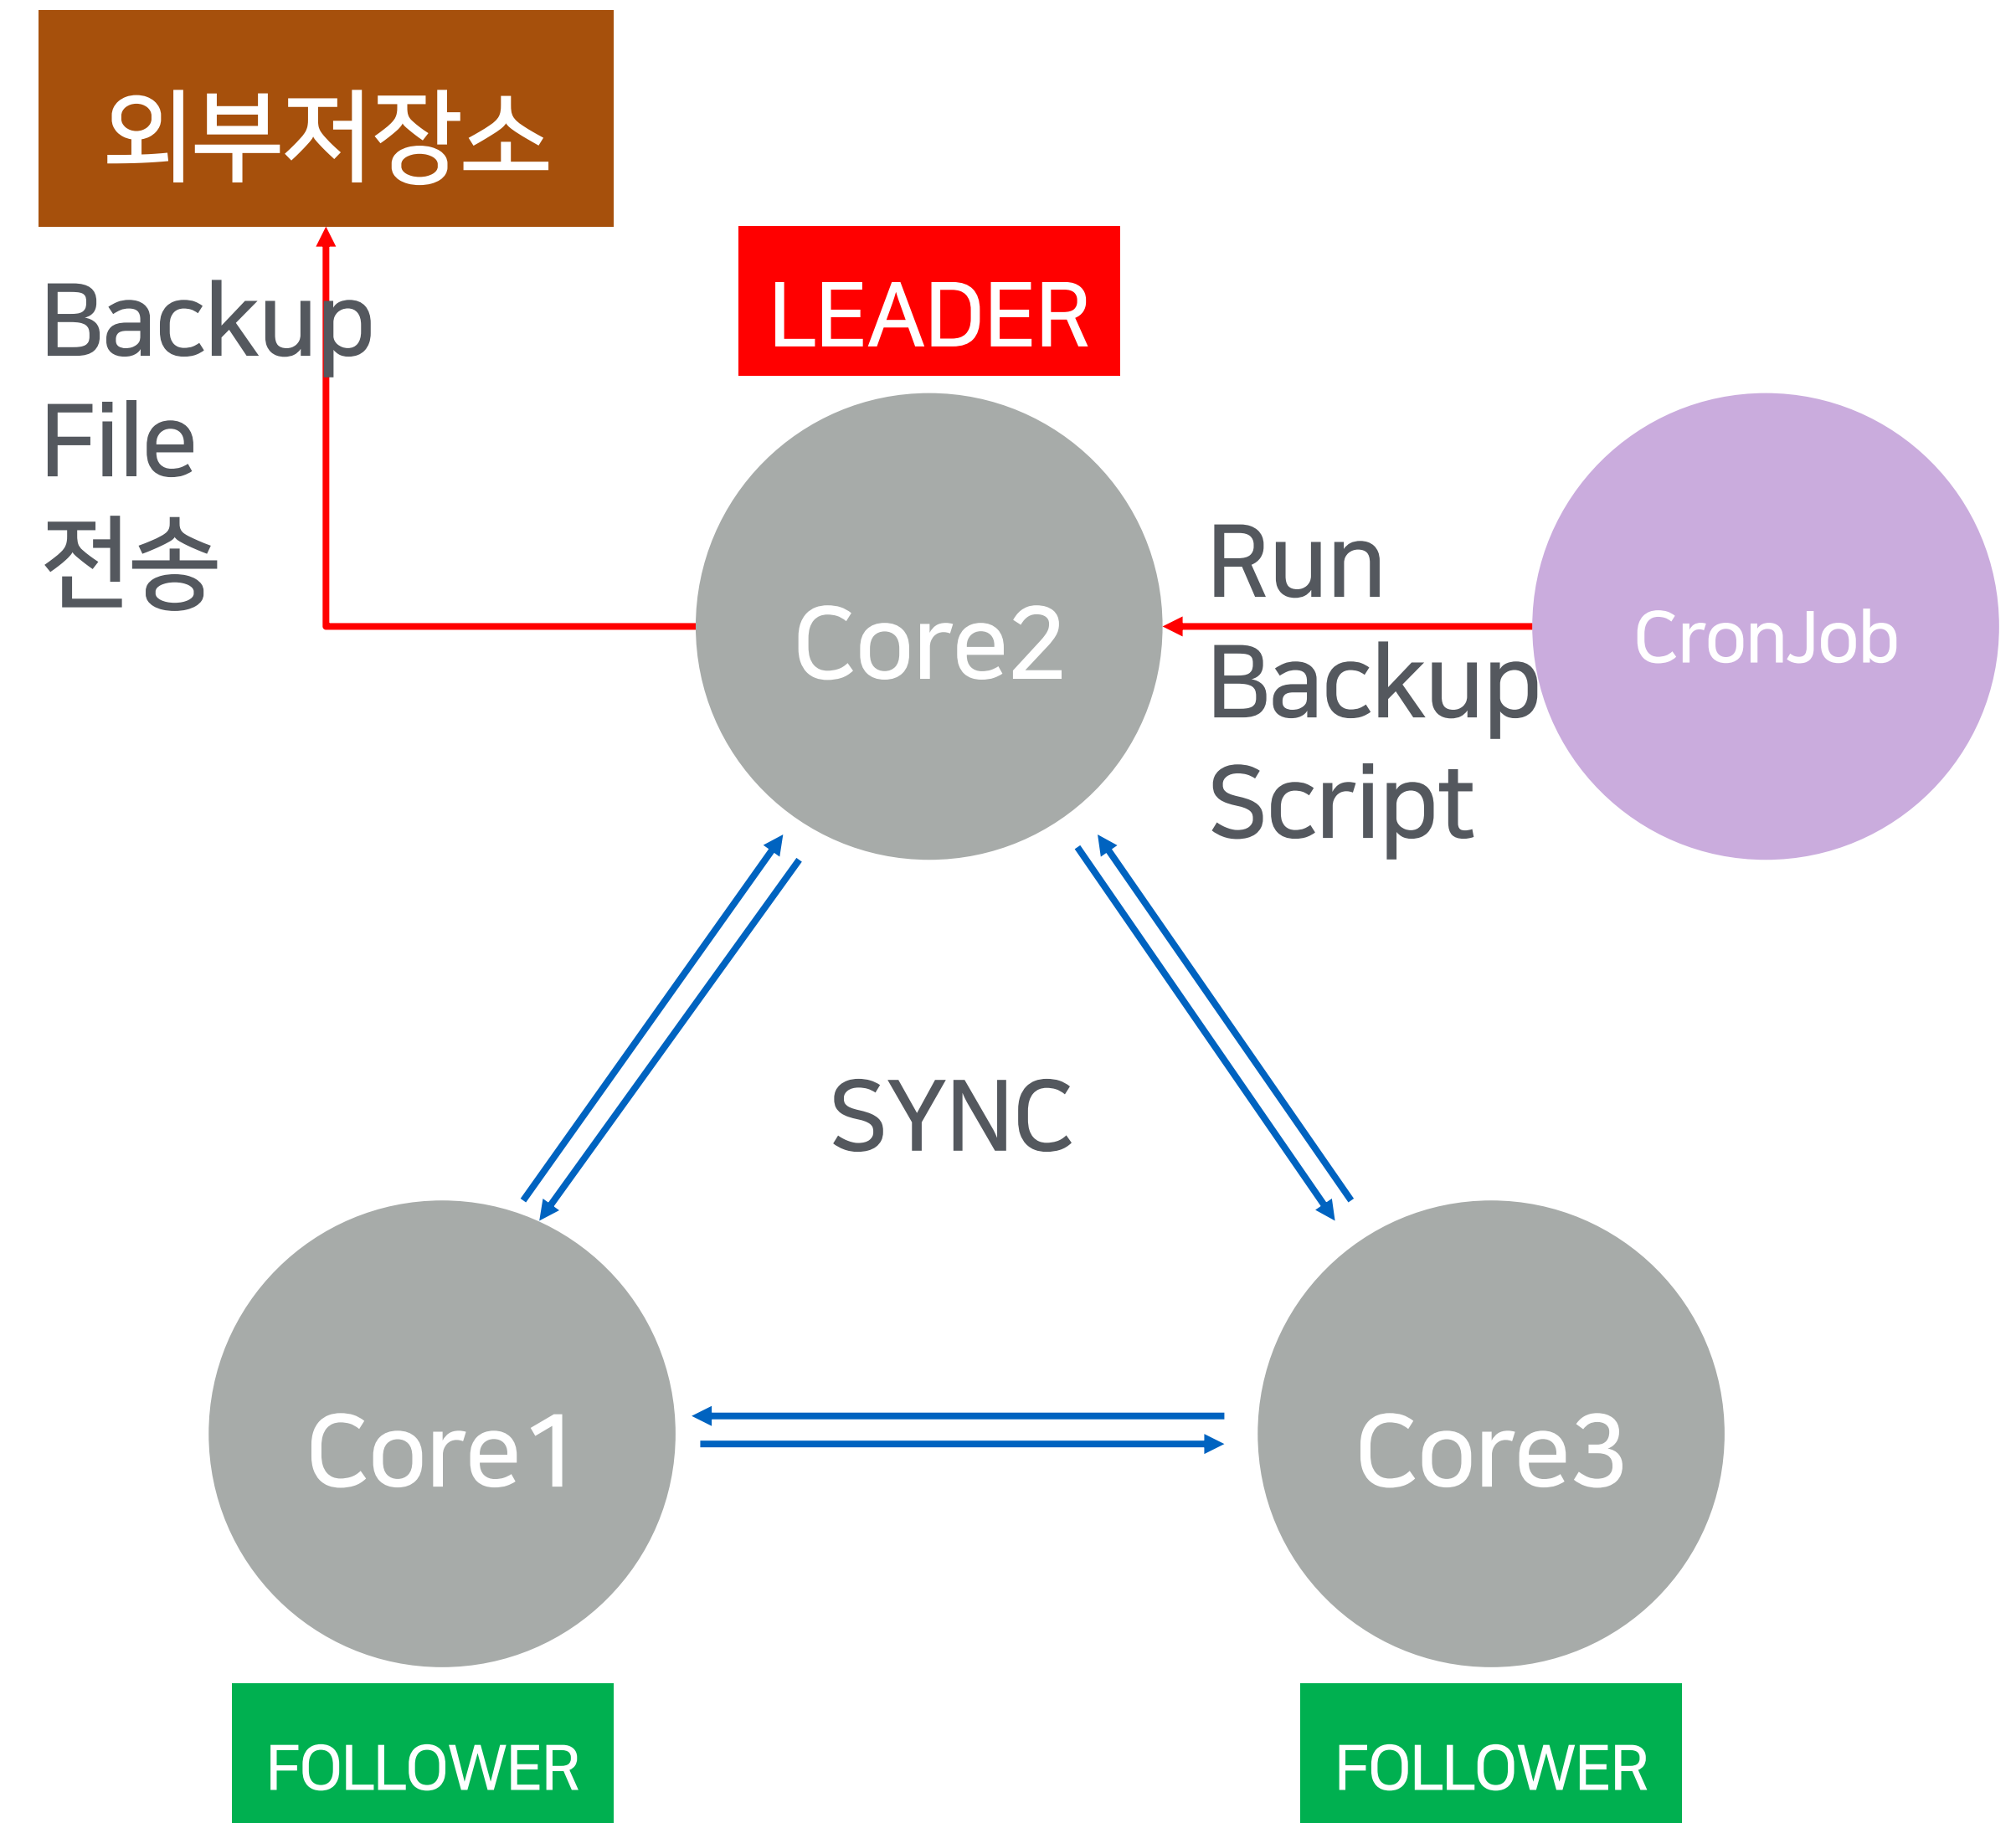 외부저장소
Backup
File
전송
LEADER
Core2
Run
Backup
Script
CronJob
SYNC
Core1
Core3
FOLLOWER
FOLLOWER